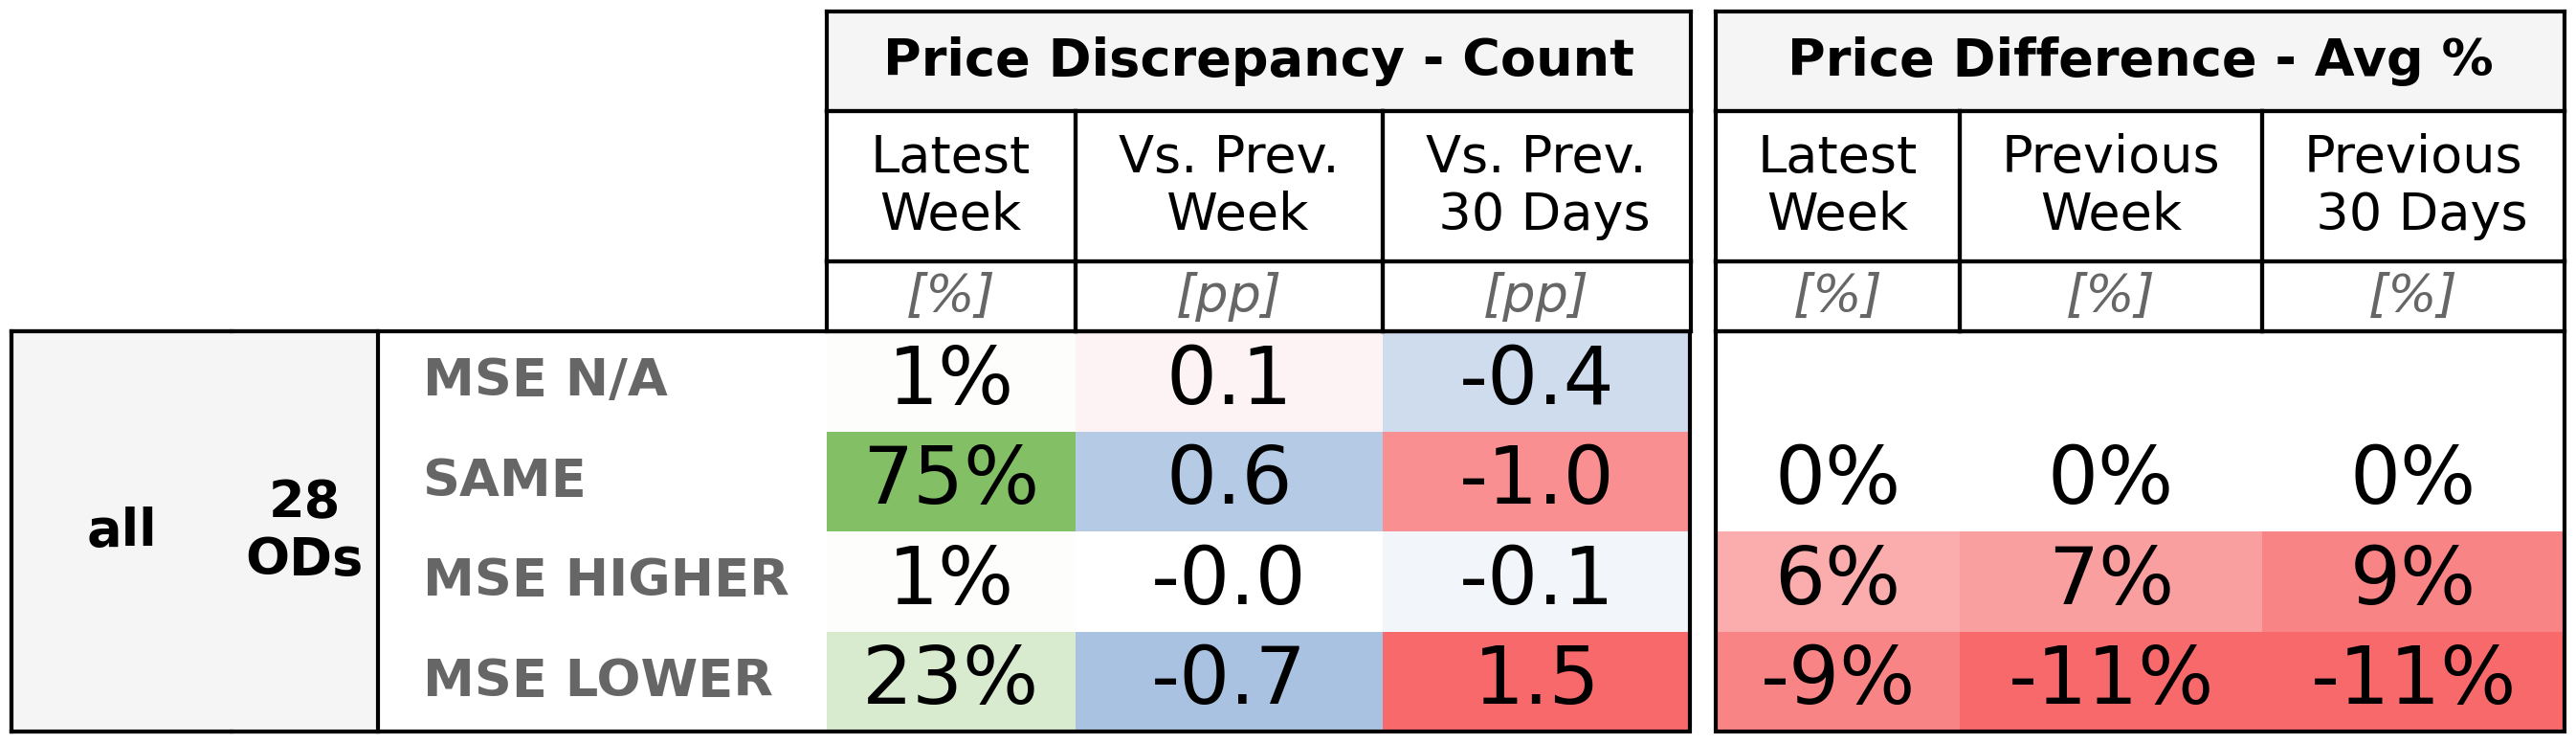 Price Discrepancy - Count Price Difference - Avg %
Latest Week Vs. Prev. Week Vs. Prev. 30 Days Latest Week Previous Week Previous 30 Days
[%] [pp] [pp] [%] [%] [%]
all 28 ODs
MSE N/A 1% 0.1 -0.4
SAME 75% 0.6 -1.0 0% 0% 0%
MSE HIGHER 1% -0.0 -0.1 6% 7% 9%
MSE LOWER 23% -0.7 1.5 -9% -11% -11%